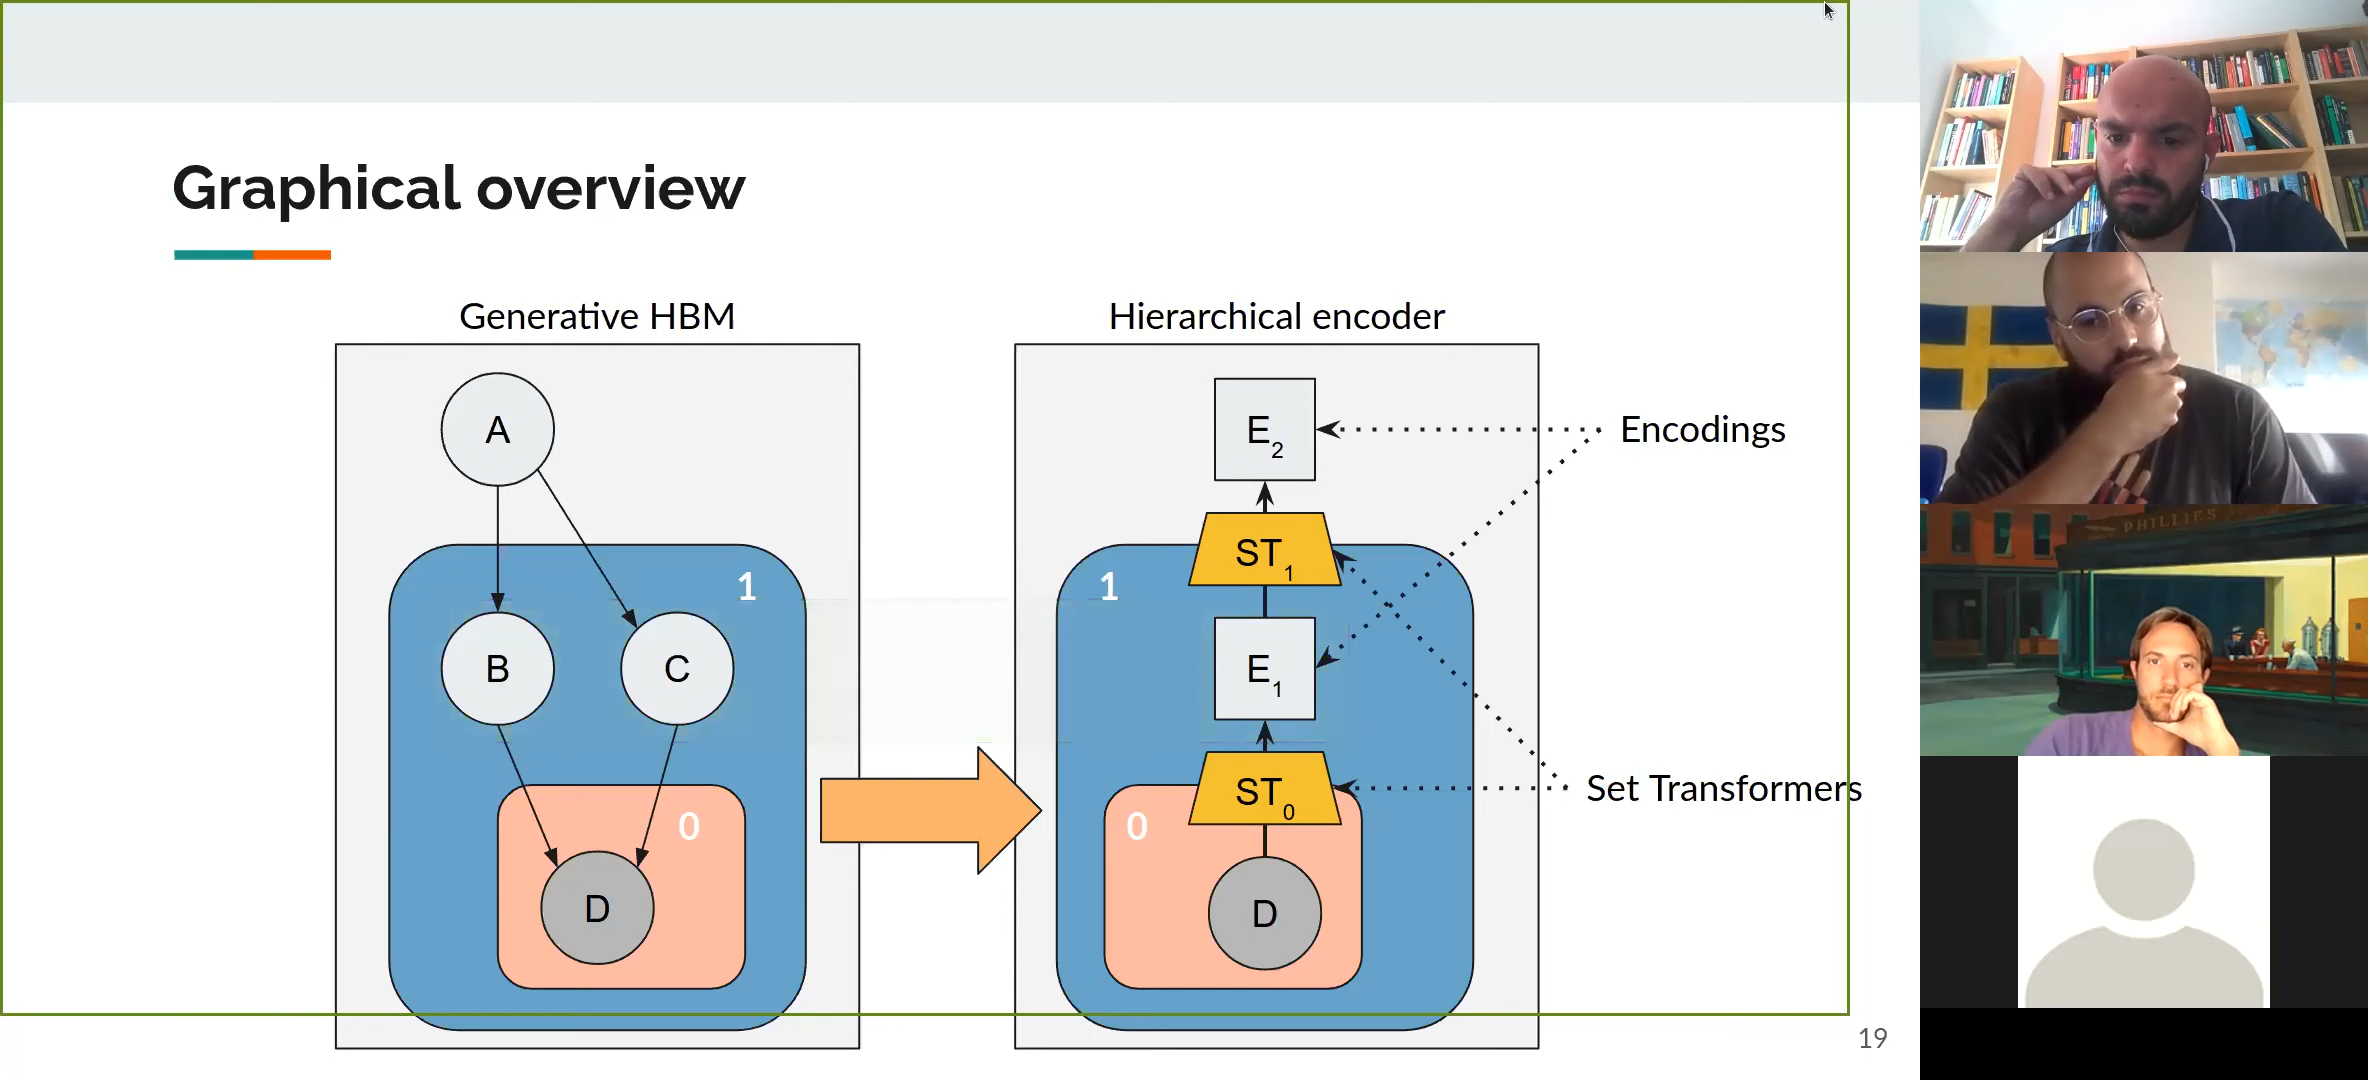 Graphical overview
Generative HBM
Hierarchical encoder
A
E2
Encodings
1
1
ST1
B
C
E1
0
0
ST0
Set Transformers
D
D
19
PHILLIES